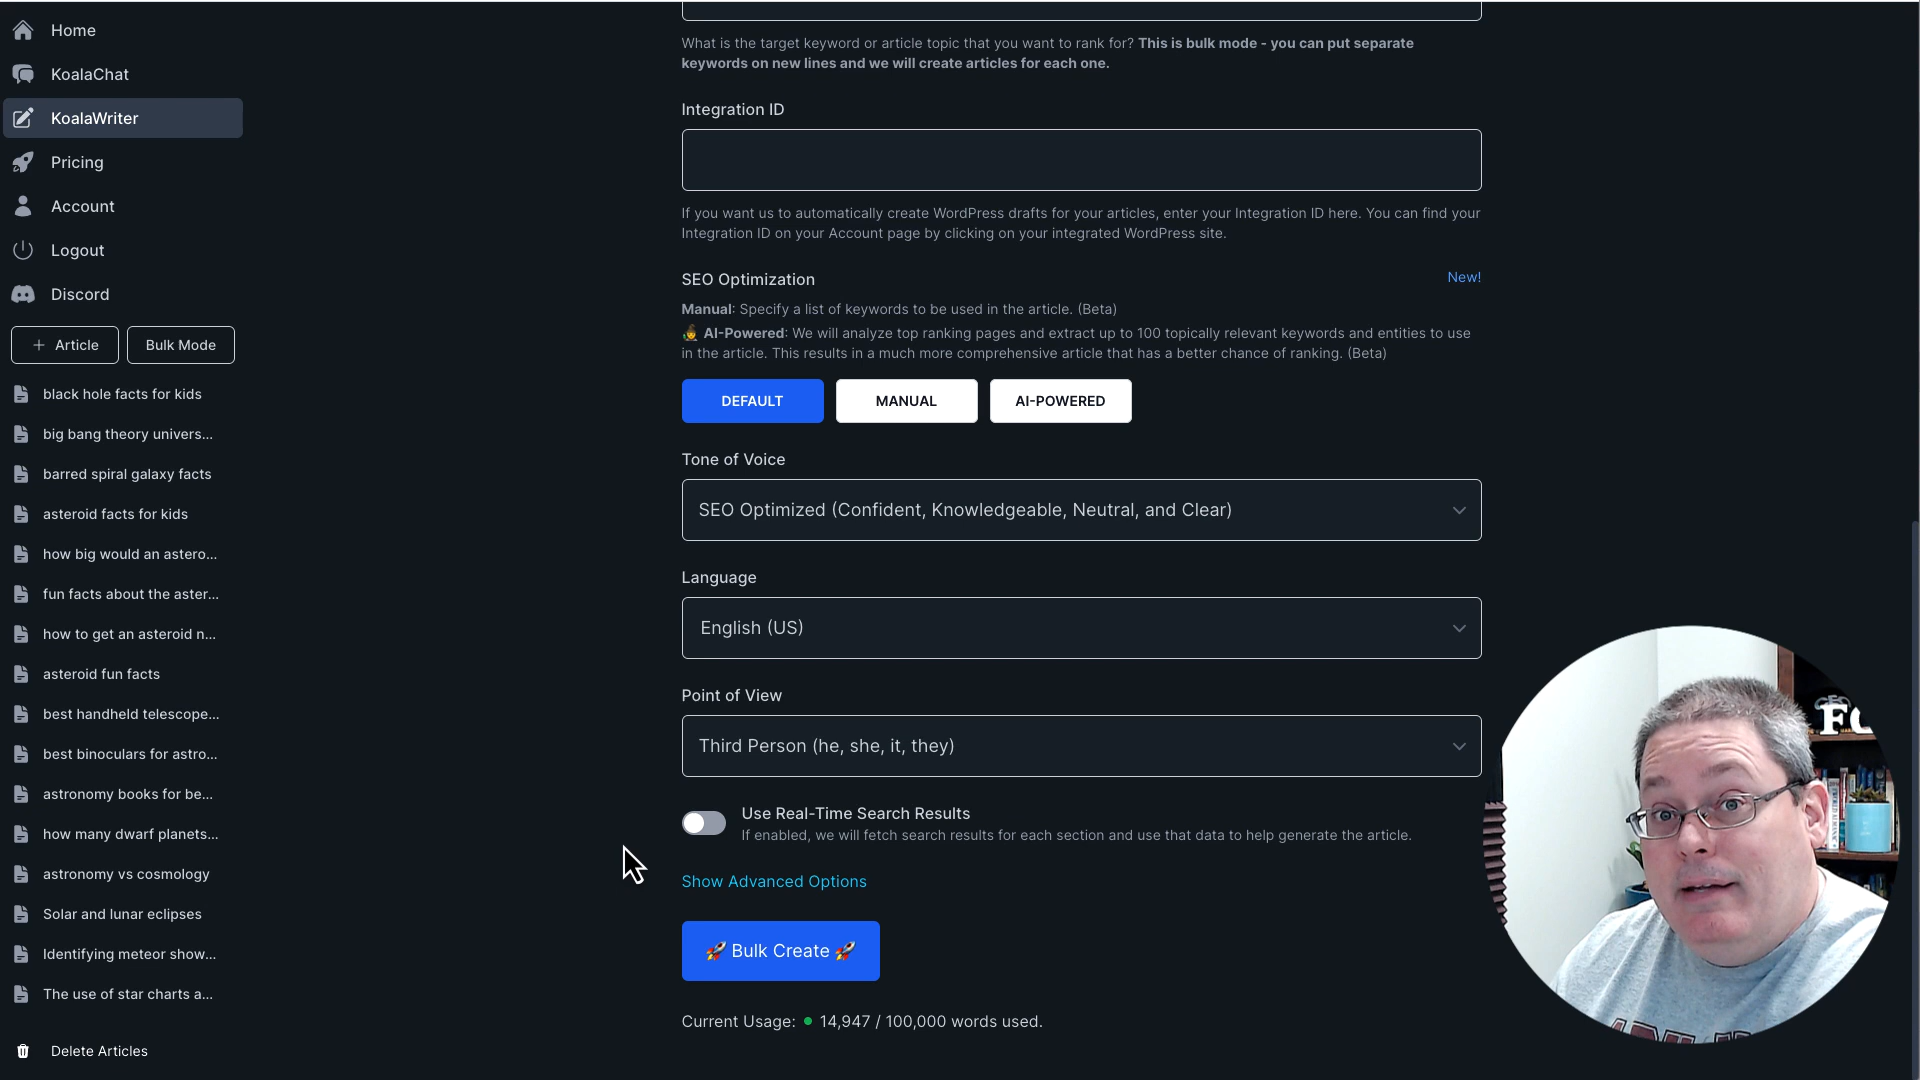 Home
KoalaChat
KoalaWriter
Pricing
Account
Logout
Discord
+ Article
Bulk Mode
black hole facts for kids
big bang theory univers...
barred spiral galaxy facts
asteroid facts for kids
how big would an astero...
fun facts about the aster...
how to get an asteroid n...
asteroid fun facts
best handheld telescope...
best binoculars for astro...
astronomy books for be...
how many dwarf planets...
astronomy vs cosmology
Solar and lunar eclipses
Identifying meteor show...
The use of star charts a...
Delete Articles
What is the target keyword or article topic that you want to rank for? This is bulk mode - you can put separate
keywords on new lines and we will create articles for each one.
Integration ID
If you want us to automatically create WordPress drafts for your articles, enter your Integration ID here. You can find your
Integration ID on your Account page by clicking on your integrated WordPress site.
SEO Optimization
New!
Manual: Specify a list of keywords to be used in the article. (Beta)
AI-Powered: We will analyze top ranking pages and extract up to 100 topically relevant keywords and entities to use
in the article. This results in a much more comprehensive article that has a better chance of ranking. (Beta)
DEFAULT
MANUAL
AI-POWERED
Tone of Voice
SEO Optimized (Confident, Knowledgeable, Neutral, and Clear)
Language
English (US)
Point of View
Third Person (he, she, it, they)
Use Real-Time Search Results
If enabled, we will fetch search results for each section and use that data to help generate the article.
Show Advanced Options
🚀 Bulk Create 🚀
Current Usage: 14,947 / 100,000 words used.